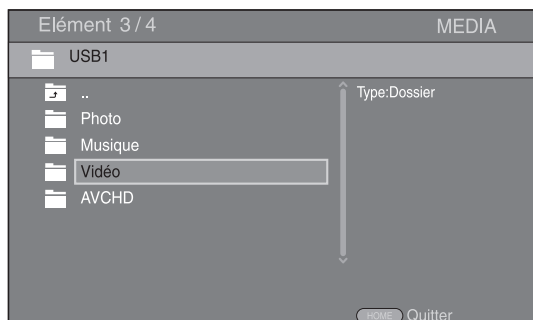 Elément 3 / 4
MEDIA
USB1
..
Type:Dossier
Photo
Musique
Vidéo
AVCHD
HOME Quitter